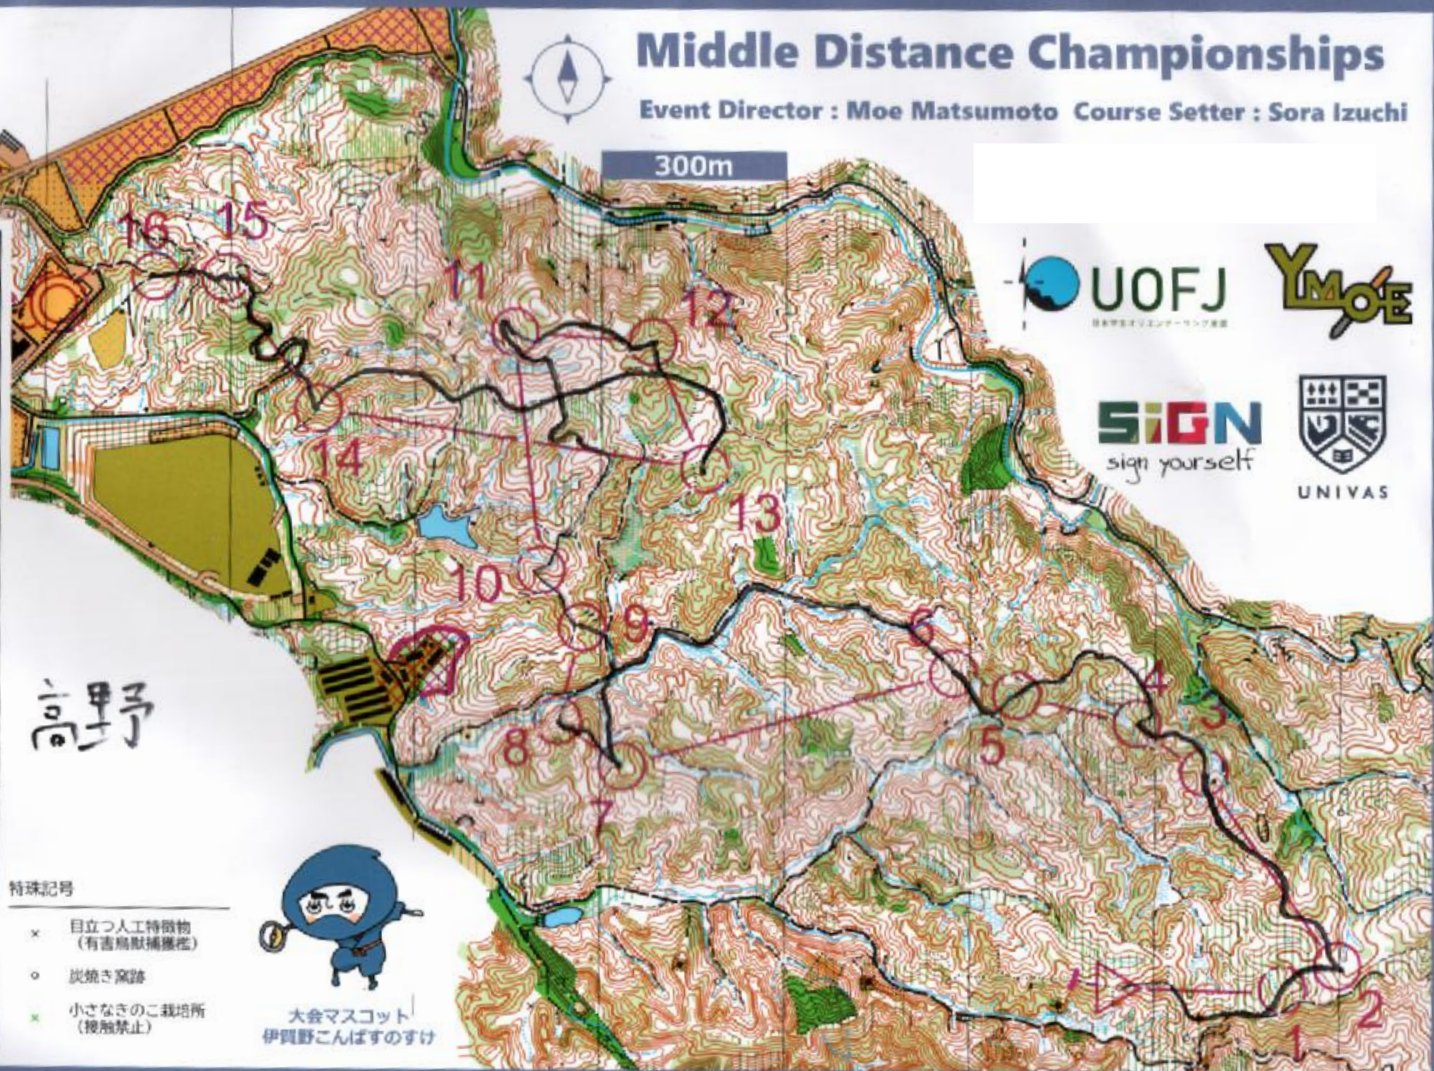 Middle Distance Championships
Event Director : Moe Matsumoto Course Setter : Sora Izuchi
300m
UOFJ
日本学生オリエンテーリング連盟
YMOE
SiGN
sign yourself
UNIVAS
16
15
11
12
14
13
10
9
6
4
3
8
5
7
2
1
高野
特殊記号
× 目立つ人工特徴物
（有害鳥獣捕獲檻）
○ 炭焼き窯跡
× 小さなきのこ栽培所
（接触禁止）
大会マスコット
伊賀野こんぱすのすけ